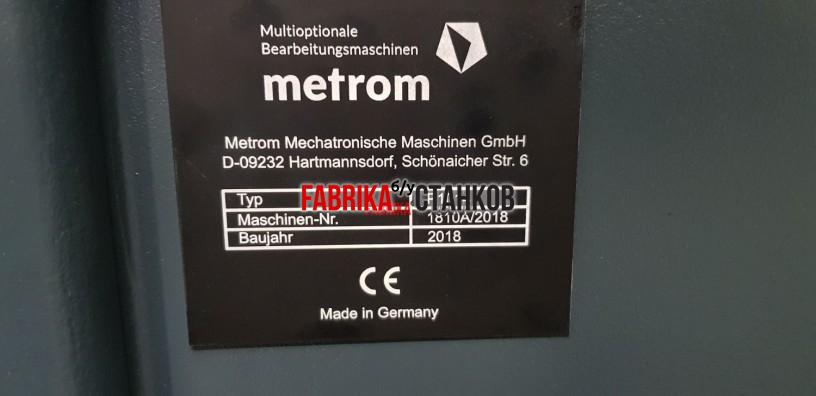 Multioptionale
Bearbeitungsmaschinen
metrom
Metrom Mechatronische Maschinen GmbH
D-09232 Hartmannsdorf, Schönaicher Str. 6
Typ
FABRIKA б/у СТАНКОВ
Maschinen-Nr. 1810A/2018
Baujahr 2018
CE
Made in Germany